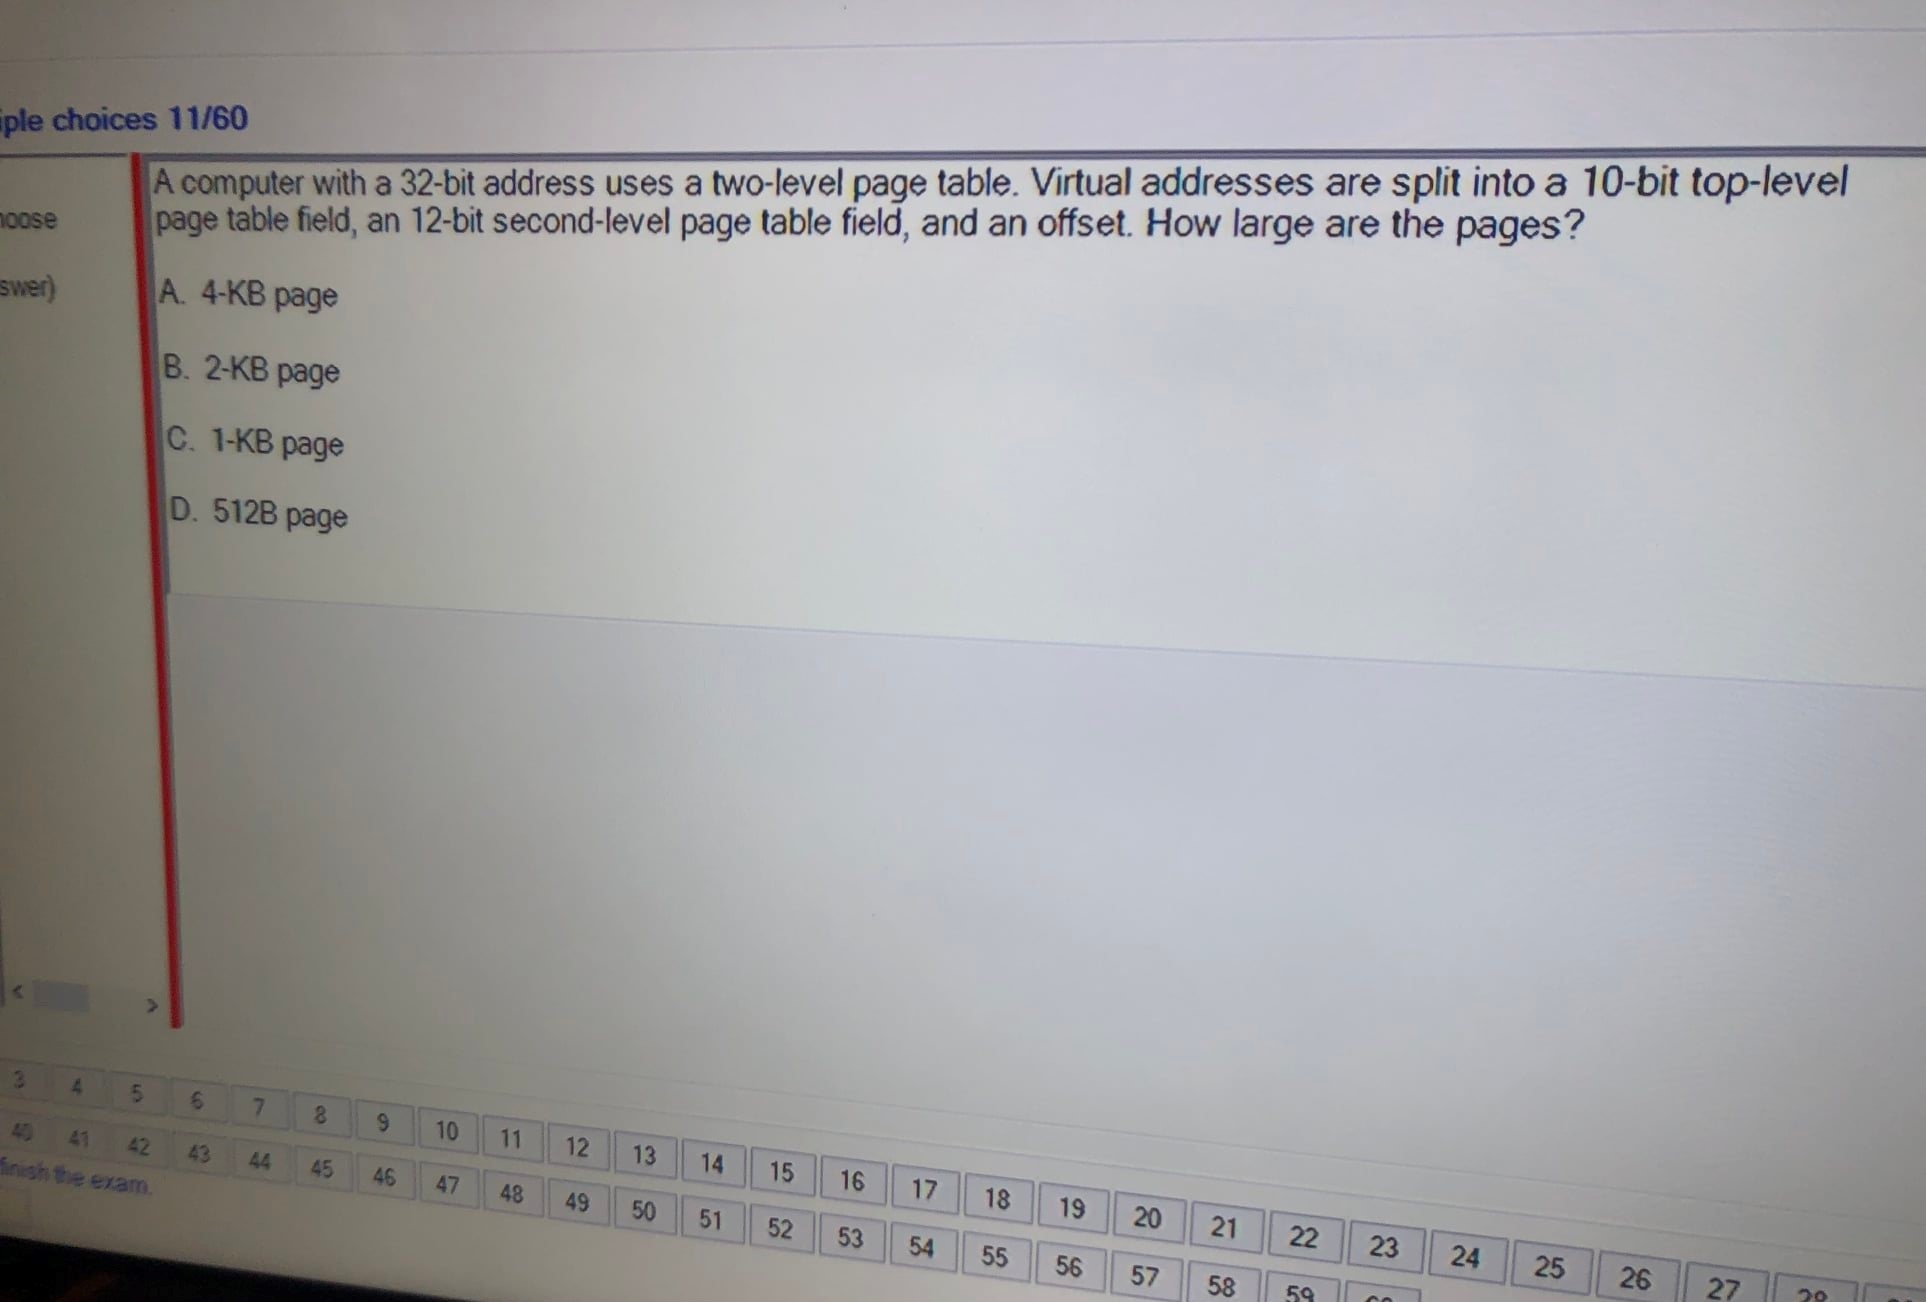 iple choices 11/60
hoose
swer)
A computer with a 32-bit address uses a two-level page table. Virtual addresses are split into a 10-bit top-level
page table field, an 12-bit second-level page table field, and an offset. How large are the pages?
A. 4-KB page
B. 2-KB page
C. 1-KB page
D. 512B page
< >
3 4 5 6 7 8 9 10 11 12 13 14 15 16 17 18 19 20 21 22 23 24 25 26 27
40 41 42 43 44 45 46 47 48 49 50 51 52 53 54 55 56 57 58 59
finish the exam.